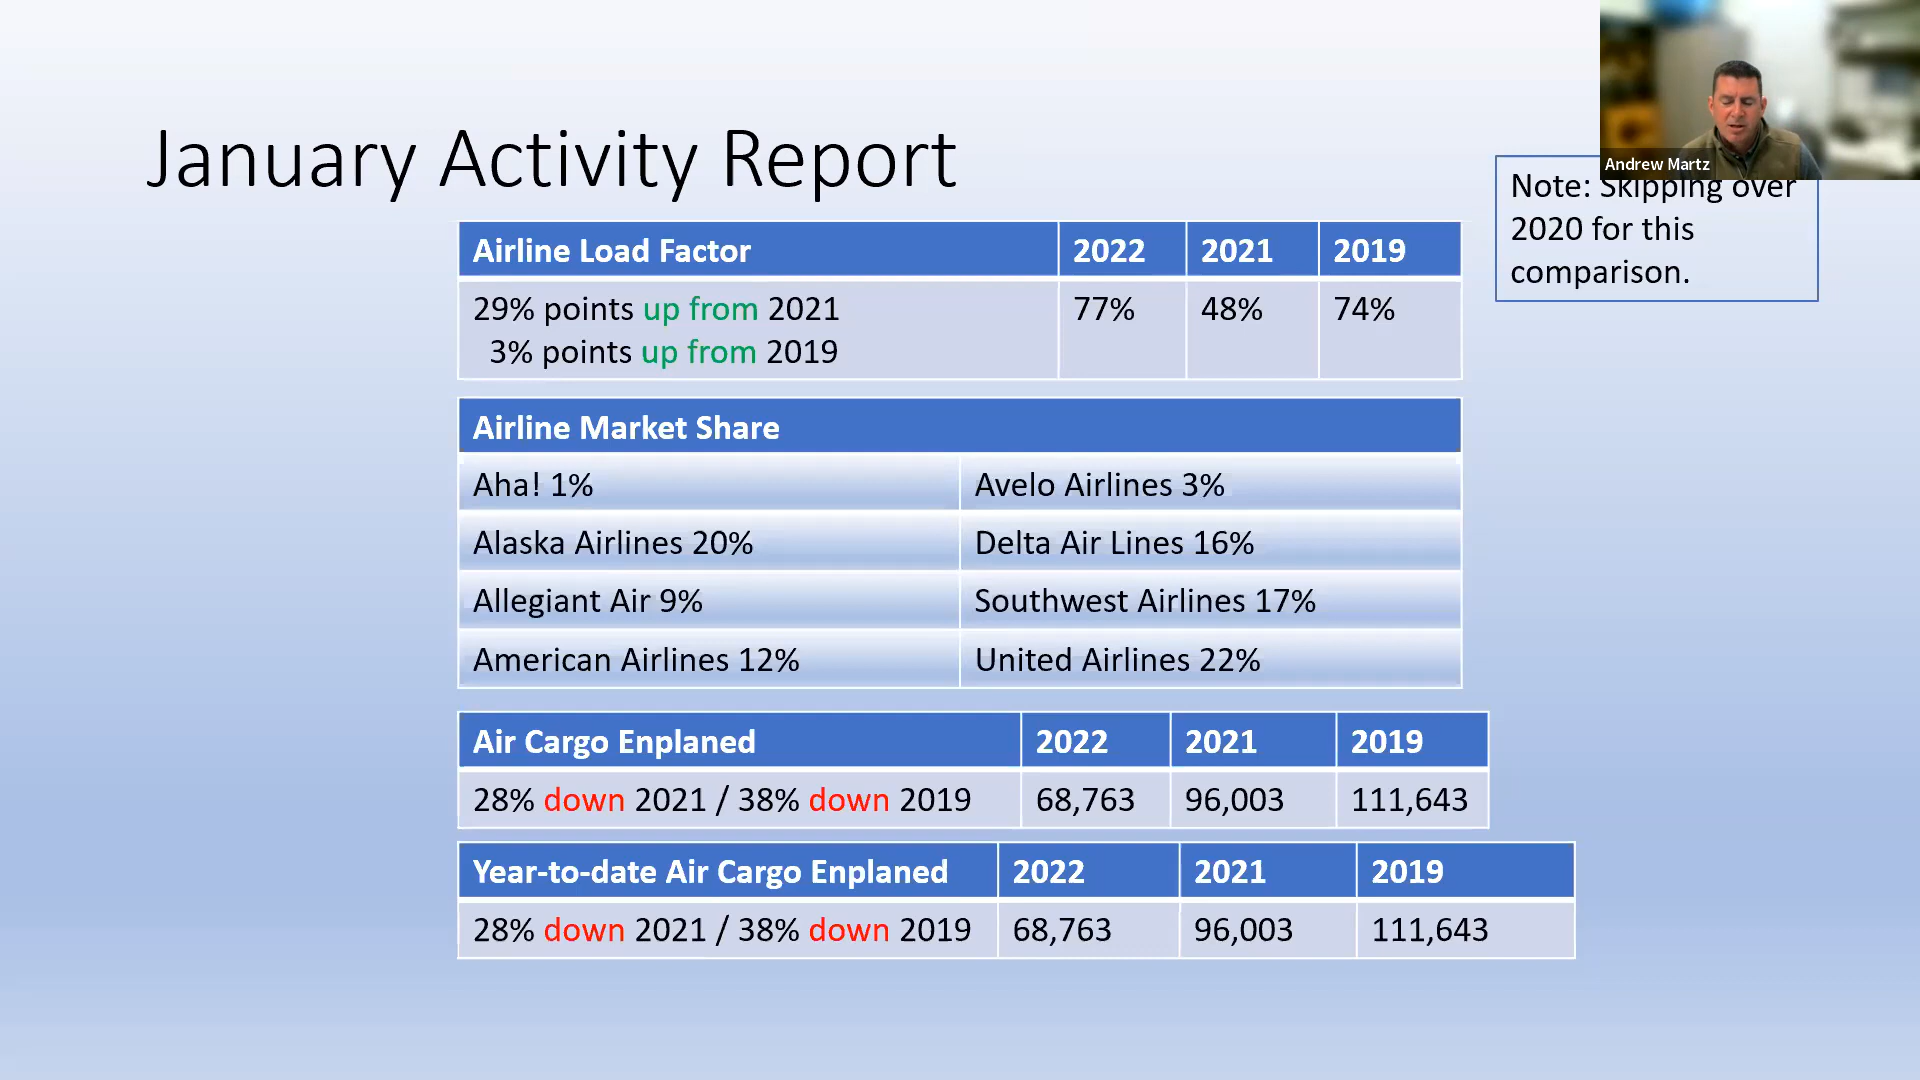 Andrew Martz
January Activity Report
Note: Skipping over
2020 for this
comparison.
Airline Load Factor 2022 2021 2019
29% points up from 2021 77% 48% 74%
3% points up from 2019
Airline Market Share
Aha! 1% Avelo Airlines 3%
Alaska Airlines 20% Delta Air Lines 16%
Allegiant Air 9% Southwest Airlines 17%
American Airlines 12% United Airlines 22%
Air Cargo Enplaned 2022 2021 2019
28% down 2021 / 38% down 2019 68,763 96,003 111,643
Year-to-date Air Cargo Enplaned 2022 2021 2019
28% down 2021 / 38% down 2019 68,763 96,003 111,643